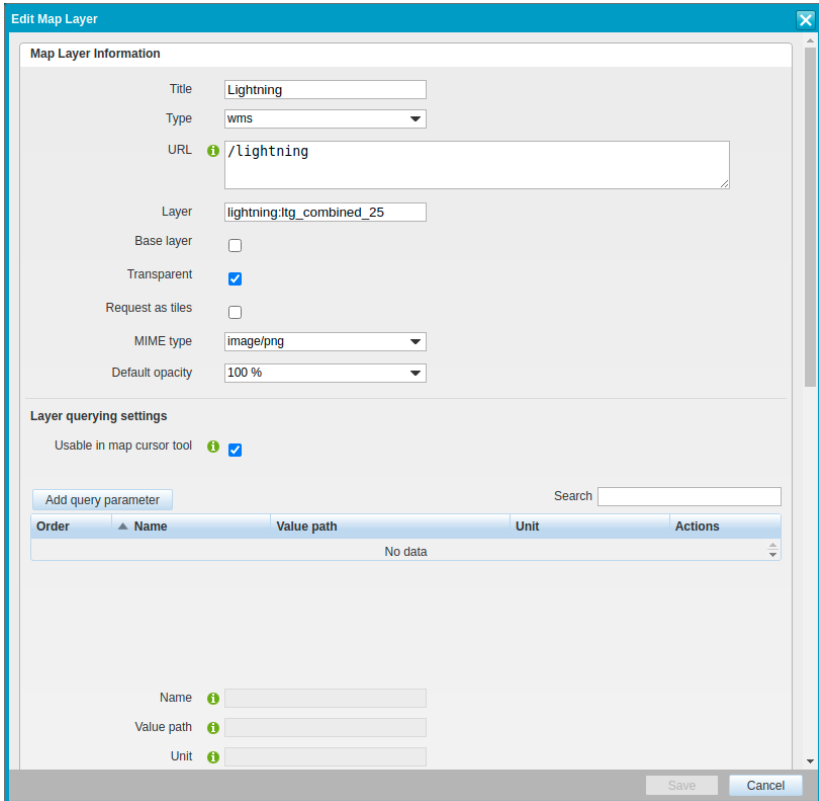 Edit Map Layer
Map Layer Information
Title Lightning
Type wms
URL /lightning
Layer lightning:ltg_combined_25
Base layer
Transparent
Request as tiles
MIME type image/png
Default opacity 100 %
Layer querying settings
Usable in map cursor tool
Add query parameter Search
Order Name Value path Unit Actions
No data
Name
Value path
Unit
Save Cancel